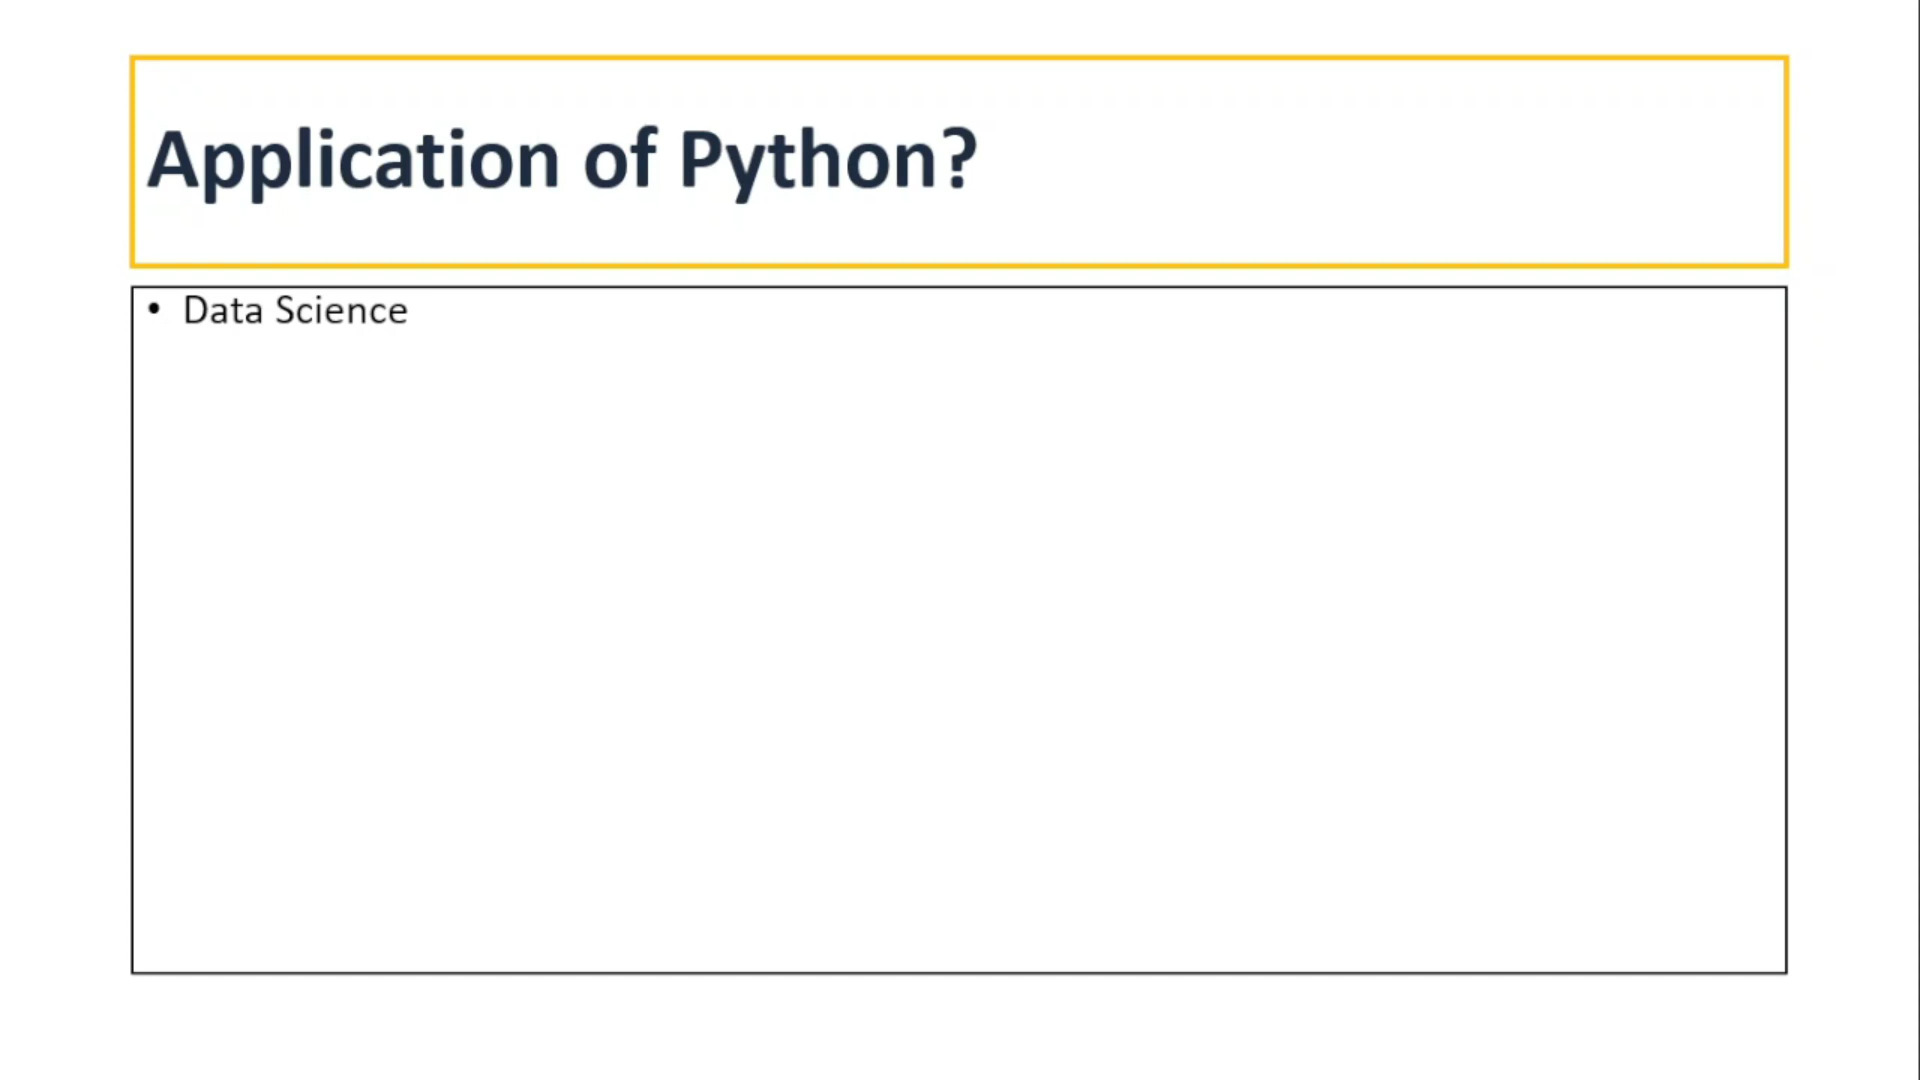 Application of Python?
• Data Science